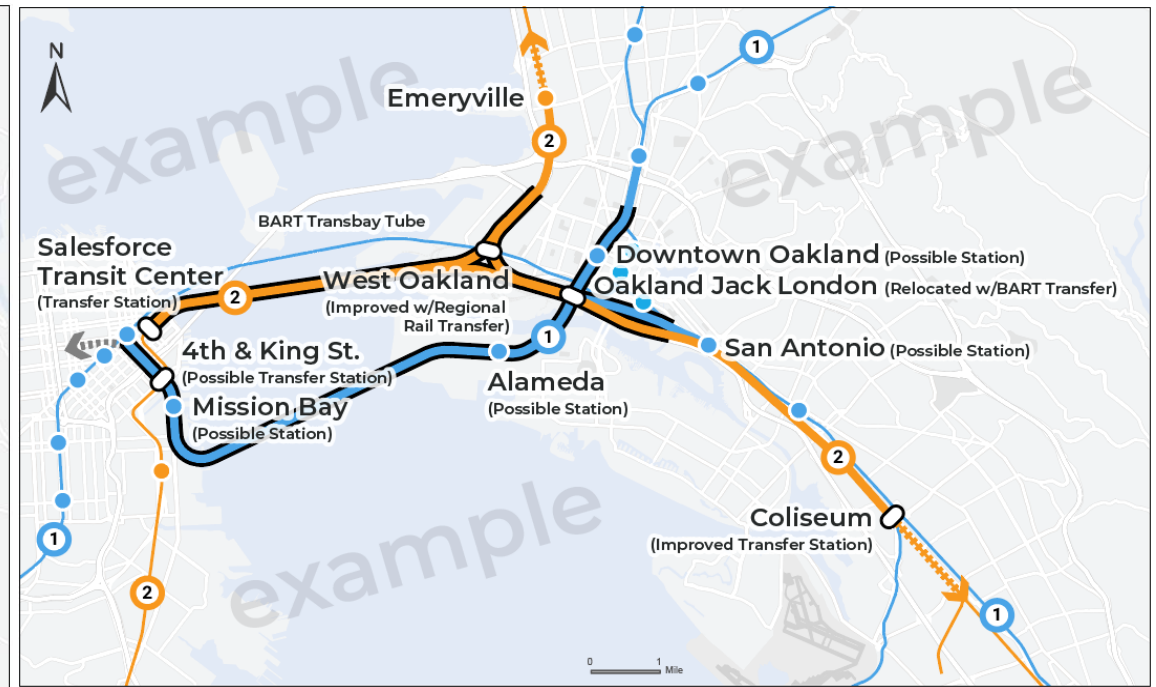 N
1
example
Emeryville
example
2
BART Transbay Tube
Salesforce
Transit Center
(Transfer Station)
Downtown Oakland (Possible Station)
West Oakland
Oakland Jack London (Relocated w/BART Transfer)
2
(Improved w/Regional
Rail Transfer)
1
4th & King St.
(Possible Transfer Station)
San Antonio (Possible Station)
Alameda
(Possible Station)
Mission Bay
(Possible Station)
2
example
Coliseum
(Improved Transfer Station)
1
2
1
0 1 Mile